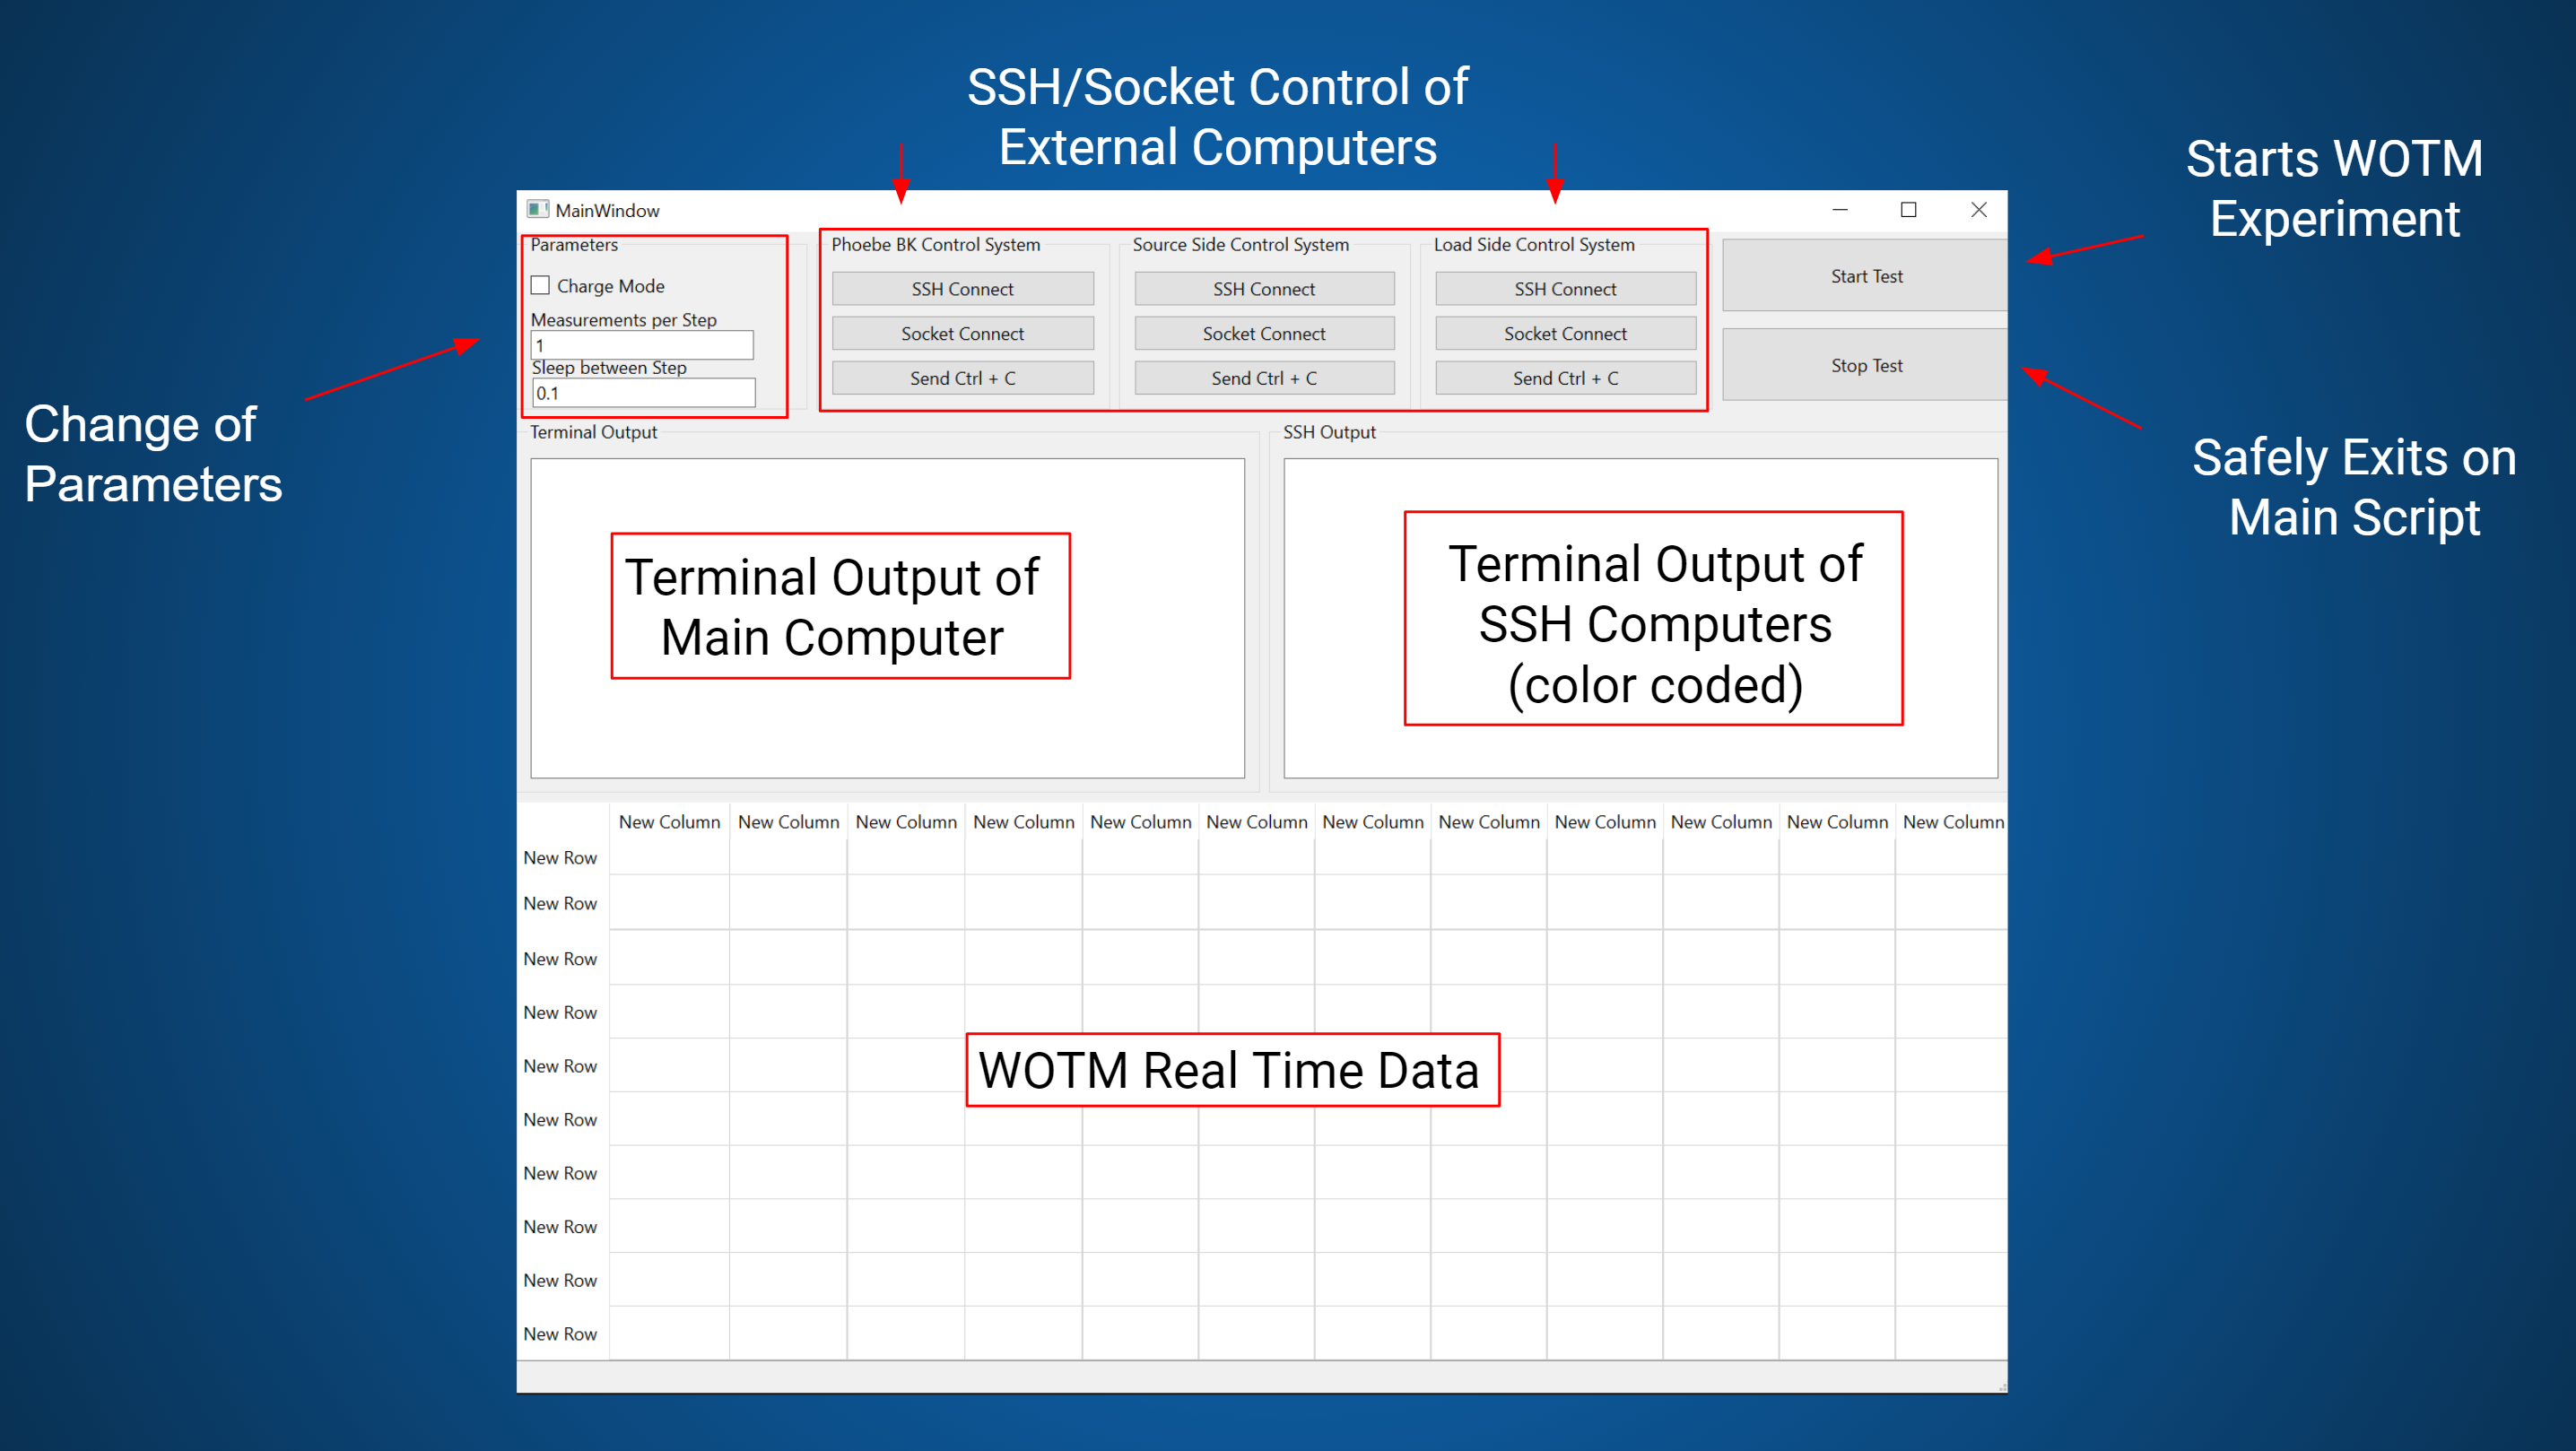 SSH/Socket Control of
External Computers
Starts WOTM
Experiment
MainWindow
Parameters
Charge Mode
Measurements per Step
1
Sleep between Step
0.1
Phoebe BK Control System
SSH Connect
Socket Connect
Send Ctrl + C
Source Side Control System
SSH Connect
Socket Connect
Send Ctrl + C
Load Side Control System
SSH Connect
Socket Connect
Send Ctrl + C
Start Test
Stop Test
Change of
Parameters
Safely Exits on
Main Script
Terminal Output
Terminal Output of
Main Computer
SSH Output
Terminal Output of
SSH Computers
(color coded)
New Column New Column New Column New Column New Column New Column New Column New Column New Column New Column New Column New Column
New Row
New Row
New Row
New Row
New Row
WOTM Real Time Data
New Row
New Row
New Row
New Row
New Row